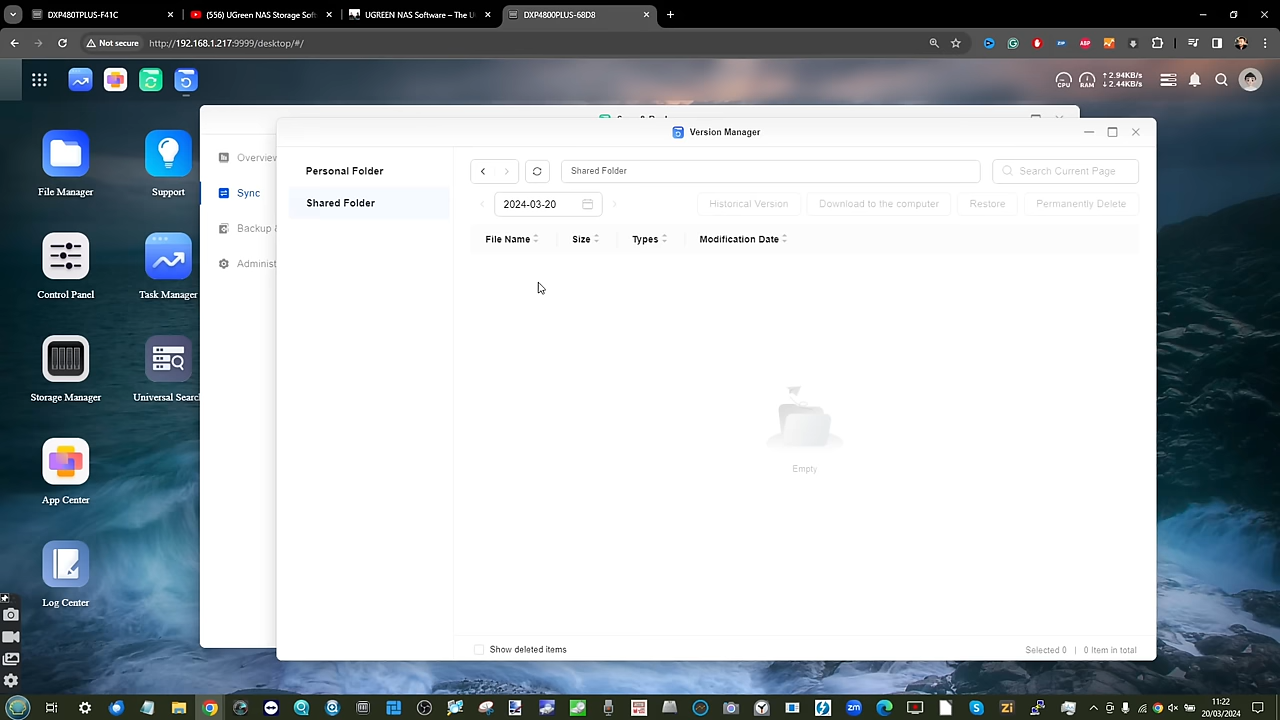 DXP480TPLUS-F41C
(556) UGreen NAS Storage Sof
UGREEN NAS Software – The U
DXP4800PLUS-68D8
Not secure
http://192.168.1.217:9999/desktop/#/
CPU
RAM
↑ 2.94KB/s
↓ 2.44KB/s
File Manager
Support
Control Panel
Task Manager
Storage Manager
Universal Searc
App Center
Log Center
Overview
Sync
Backup &
Administ
Version Manager
Personal Folder
Shared Folder
Shared Folder
Search Current Page
2024-03-20
Historical Version
Download to the computer
Restore
Permanently Delete
File Name
Size
Types
Modification Date
Empty
Show deleted items
Selected 0 | 0 Item in total
11:22
20/03/2024